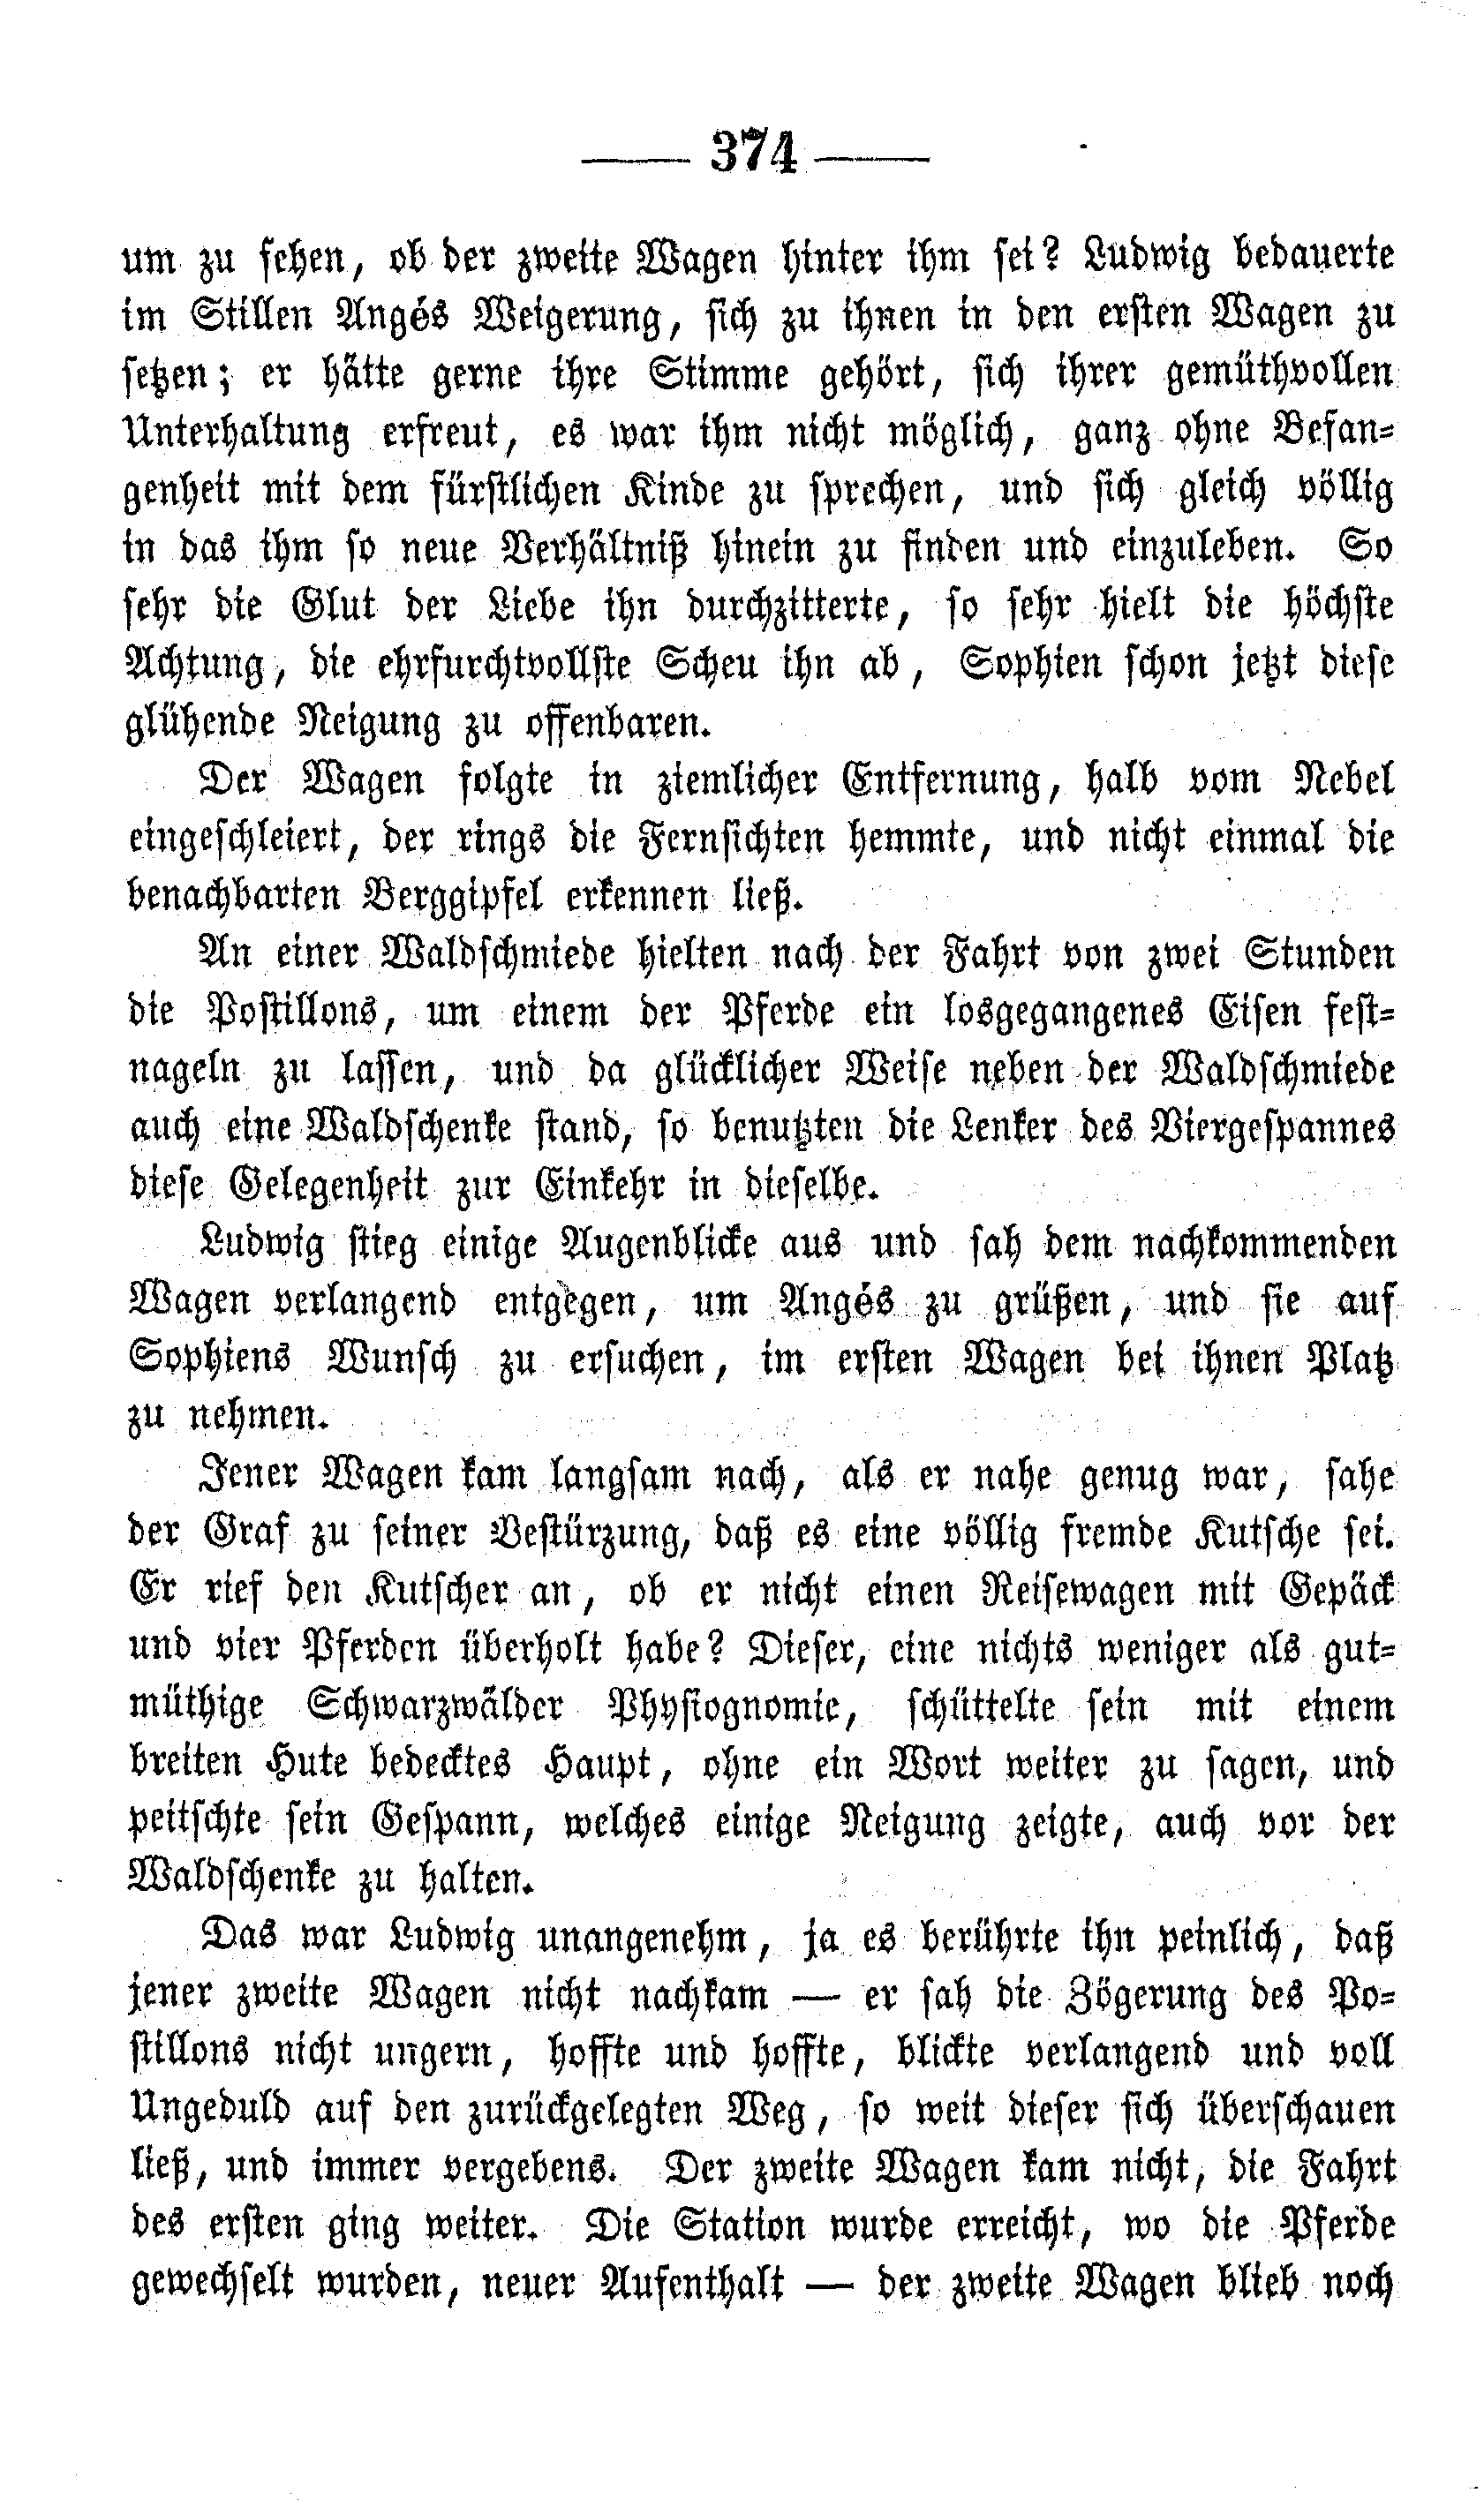 — 374 —
um zu sehen, ob der zweite Wagen hinter ihm sei? Ludwig bedauerte
im Stillen Angés Weigerung, sich zu ihnen in den ersten Wagen zu
setzen; er hätte gerne ihre Stimme gehört, sich ihrer gemüthvollen
Unterhaltung erfreut, es war ihm nicht möglich, ganz ohne Befan-
genheit mit dem fürstlichen Kinde zu sprechen, und sich gleich völlig
in das ihm so neue Verhältniß hinein zu finden und einzuleben. So
sehr die Glut der Liebe ihn durchzitterte, so sehr hielt die höchste
Achtung, die ehrfurchtvollste Scheu ihn ab, Sophien schon jetzt diese
glühende Neigung zu offenbaren.
Der Wagen folgte in ziemlicher Entfernung, halb vom Nebel
eingeschleiert, der rings die Fernsichten hemmte, und nicht einmal die
benachbarten Berggipfel erkennen ließ.
An einer Waldschmiede hielten nach der Fahrt von zwei Stunden
die Postillons, um einem der Pferde ein losgegangenes Eisen fest-
nageln zu lassen, und da glücklicher Weise neben der Waldschmiede
auch eine Waldschenke stand, so benutzten die Lenker des Viergespannes
diese Gelegenheit zur Einkehr in dieselbe.
Ludwig stieg einige Augenblicke aus und sah dem nachkommenden
Wagen verlangend entgegen, um Angés zu grüßen, und sie auf
Sophiens Wunsch zu ersuchen, im ersten Wagen bei ihnen Platz
zu nehmen.
Jener Wagen kam langsam nach, als er nahe genug war, sahe
der Graf zu seiner Bestürzung, daß es eine völlig fremde Kutsche sei.
Er rief den Kutscher an, ob er nicht einen Reisewagen mit Gepäck
und vier Pferden überholt habe? Dieser, eine nichts weniger als gut-
müthige Schwarzwälder Physiognomie, schüttelte sein mit einem
breiten Hute bedecktes Haupt, ohne ein Wort weiter zu sagen, und
peitschte sein Gespann, welches einige Neigung zeigte, auch vor der
Waldschenke zu halten.
Das war Ludwig unangenehm, ja es berührte ihn peinlich, daß
jener zweite Wagen nicht nachkam — er sah die Zögerung des Po-
stillons nicht ungern, hoffte und hoffte, blickte verlangend und voll
Ungeduld auf den zurückgelegten Weg, so weit dieser sich überschauen
ließ, und immer vergebens. Der zweite Wagen kam nicht, die Fahrt
des ersten ging weiter. Die Station wurde erreicht, wo die Pferde
gewechselt wurden, neuer Aufenthalt — der zweite Wagen blieb noch